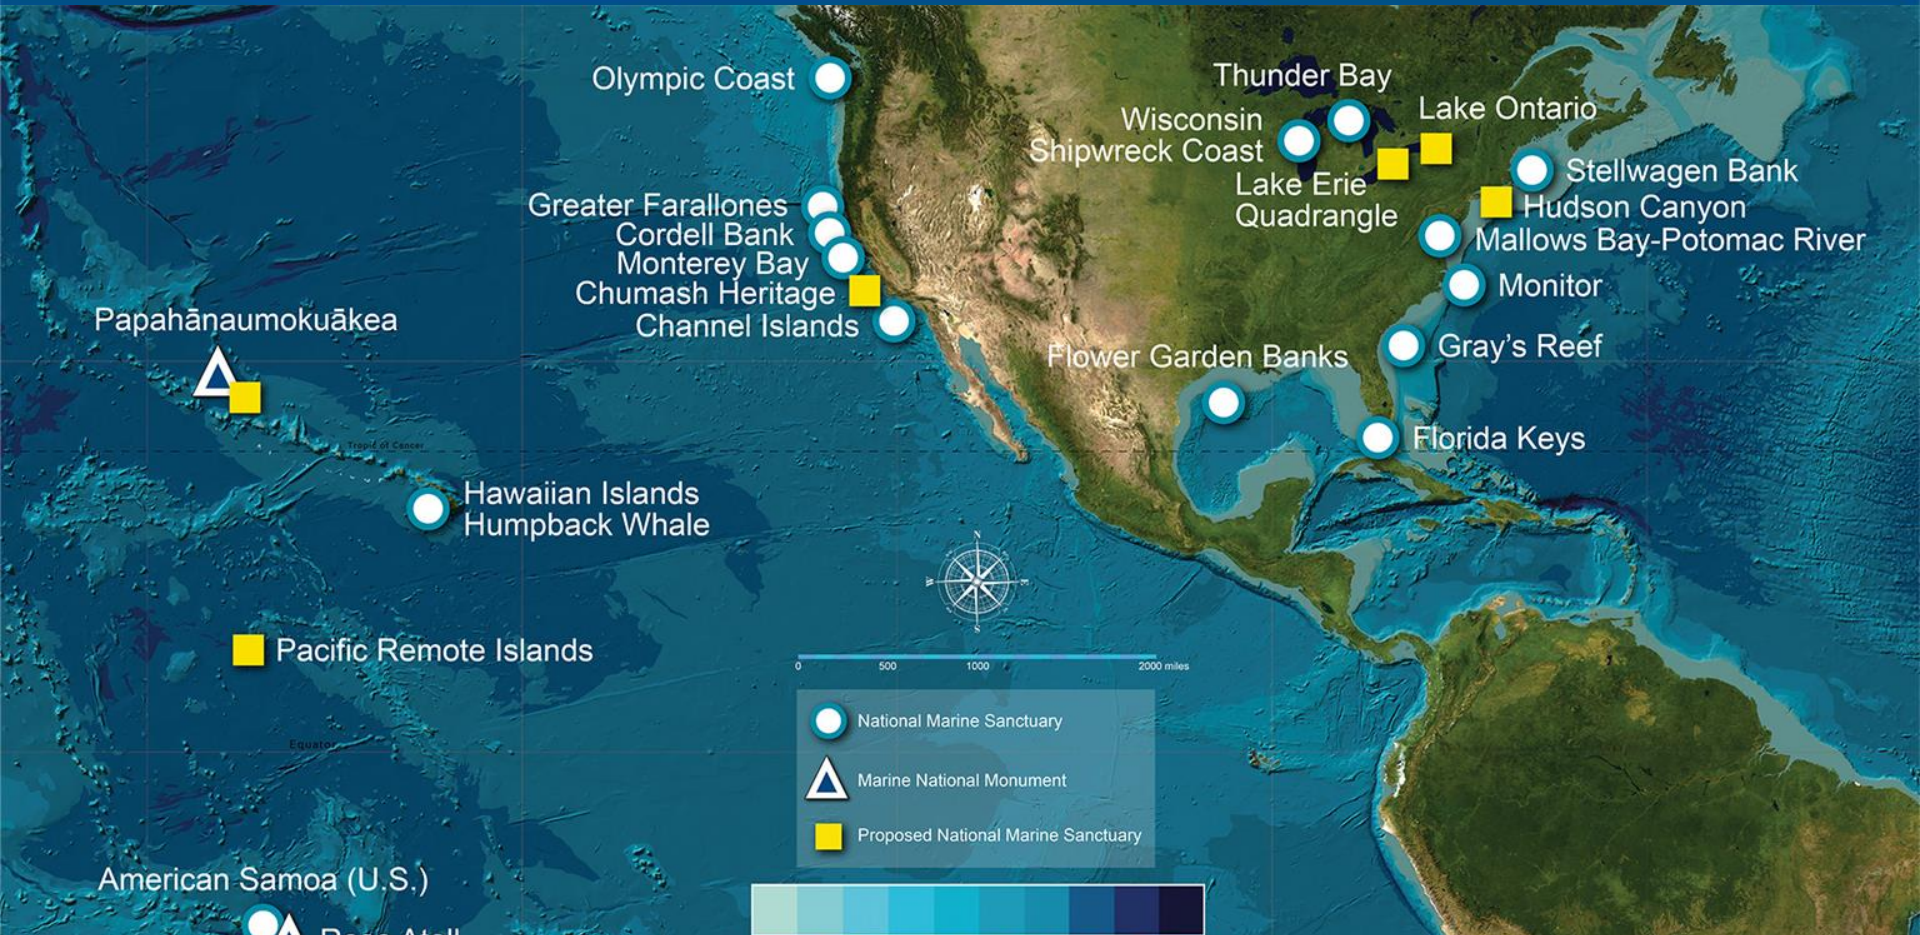 Olympic Coast
Thunder Bay
Lake Ontario
Wisconsin
Shipwreck Coast
Lake Erie
Quadrangle
Stellwagen Bank
Hudson Canyon
Mallows Bay-Potomac River
Monitor
Greater Farallones
Cordell Bank
Monterey Bay
Chumash Heritage
Channel Islands
Papahānaumokuākea
Flower Garden Banks
Gray's Reef
Florida Keys
Tropic of Cancer
Hawaiian Islands
Humpback Whale
N
W
E
S
Pacific Remote Islands
0 500 1000 2000 miles
National Marine Sanctuary
Marine National Monument
Proposed National Marine Sanctuary
Equator
American Samoa (U.S.)